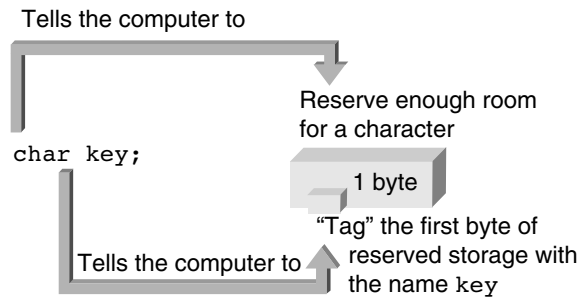 Tells the computer to
Reserve enough room
for a character
char key;
1 byte
“Tag” the first byte of
reserved storage with
the name key
Tells the computer to